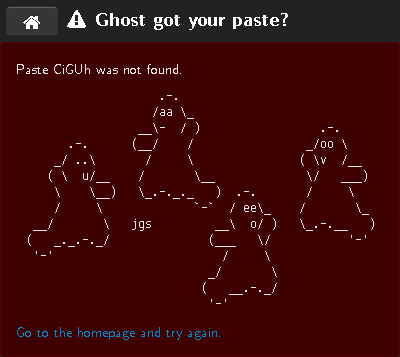 Ghost got your paste?
Paste CiGUh was not found.
jgs
Go to the homepage and try again.